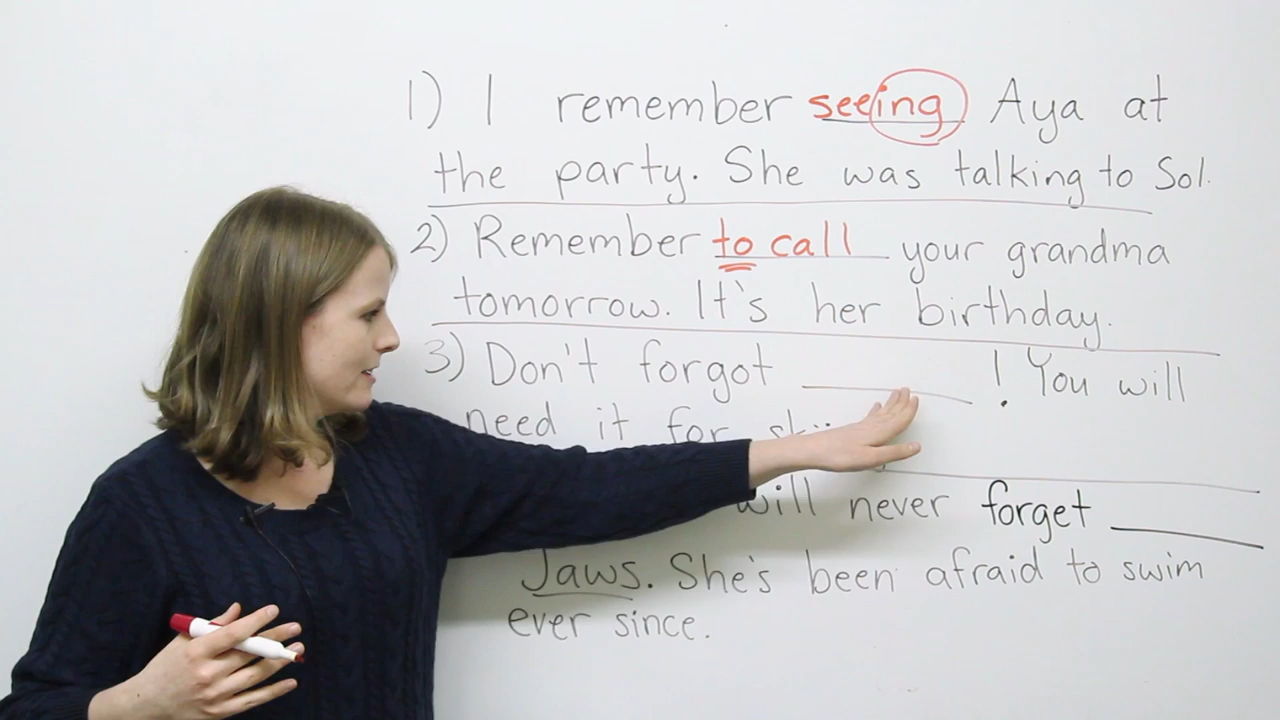 1) I remember seeing Aya at
the party. She was talking to Sol.
2) Remember to call your grandma
tomorrow. It's her birthday.
3) Don't forgot ______ ! You will
need it for
will never forget ______
Jaws. She's been afraid to swim
ever since.